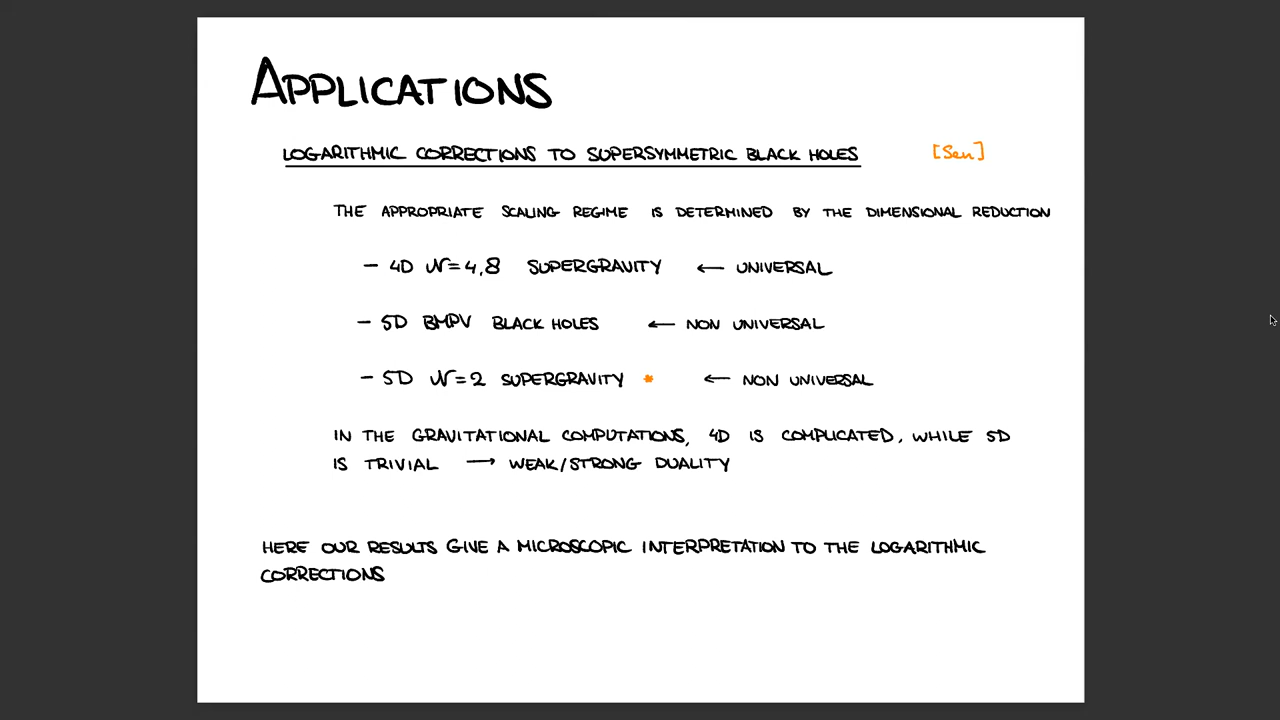 APPLICATIONS
LOGARITHMIC CORRECTIONS TO SUPERSYMMETRIC BLACK HOLES [Sen]
THE APPROPRIATE SCALING REGIME IS DETERMINED BY THE DIMENSIONAL REDUCTION
– 4D N=4,8 SUPERGRAVITY ← UNIVERSAL
– 5D BMPV BLACK HOLES ← NON UNIVERSAL
– 5D N=2 SUPERGRAVITY * ← NON UNIVERSAL
IN THE GRAVITATIONAL COMPUTATIONS, 4D IS COMPLICATED, WHILE 5D
IS TRIVIAL → WEAK/STRONG DUALITY
HERE OUR RESULTS GIVE A MICROSCOPIC INTERPRETATION TO THE LOGARITHMIC
CORRECTIONS